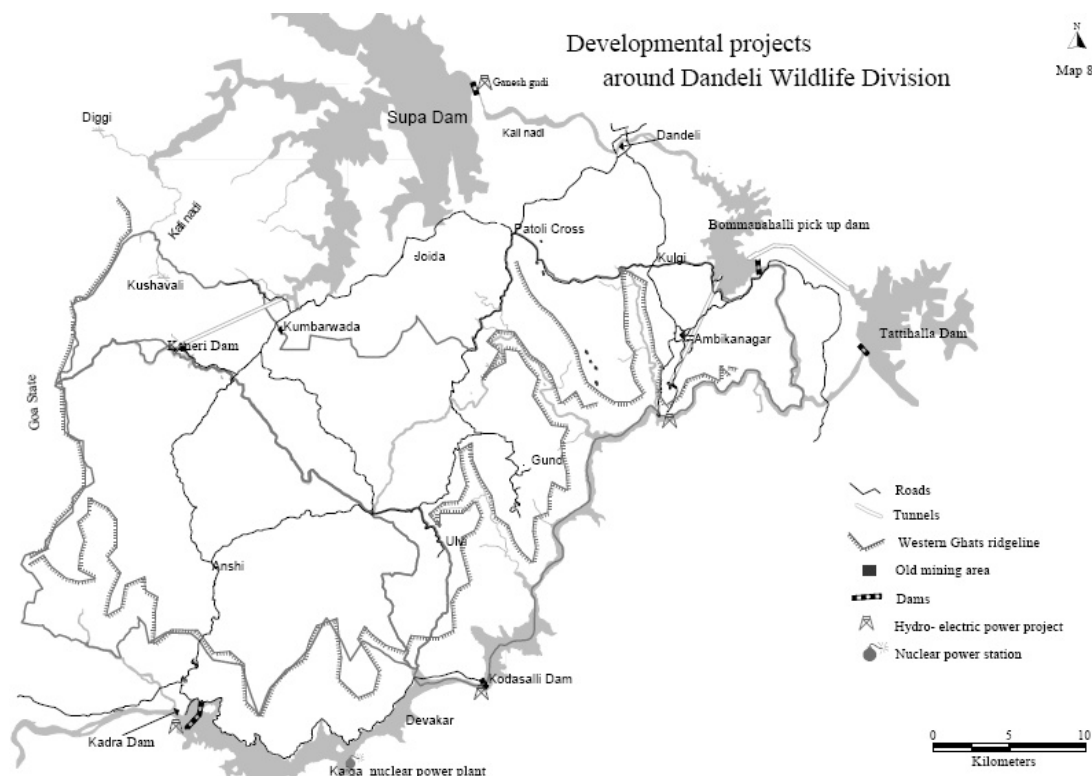 Developmental projects
around Dandeli Wildlife Division
N
Map 8
Ganesh gudi
Supa Dam
Diggi
Kali nadi
Dandeli
Kali nadi
Bommanahalli pick up dam
Patoli Cross
Joida
Kulgi
Kushavali
Kumbarwada
Ambikanagar
Tattihalla Dam
Kaneri Dam
Goa State
Gund
Ulvi
Anshi
Kodasalli Dam
Devakar
Kadra Dam
nuclear power plant
Roads
Tunnels
Western Ghats ridgeline
Old mining area
Dams
Hydro- electric power project
Nuclear power station
0 5 10
Kilometers